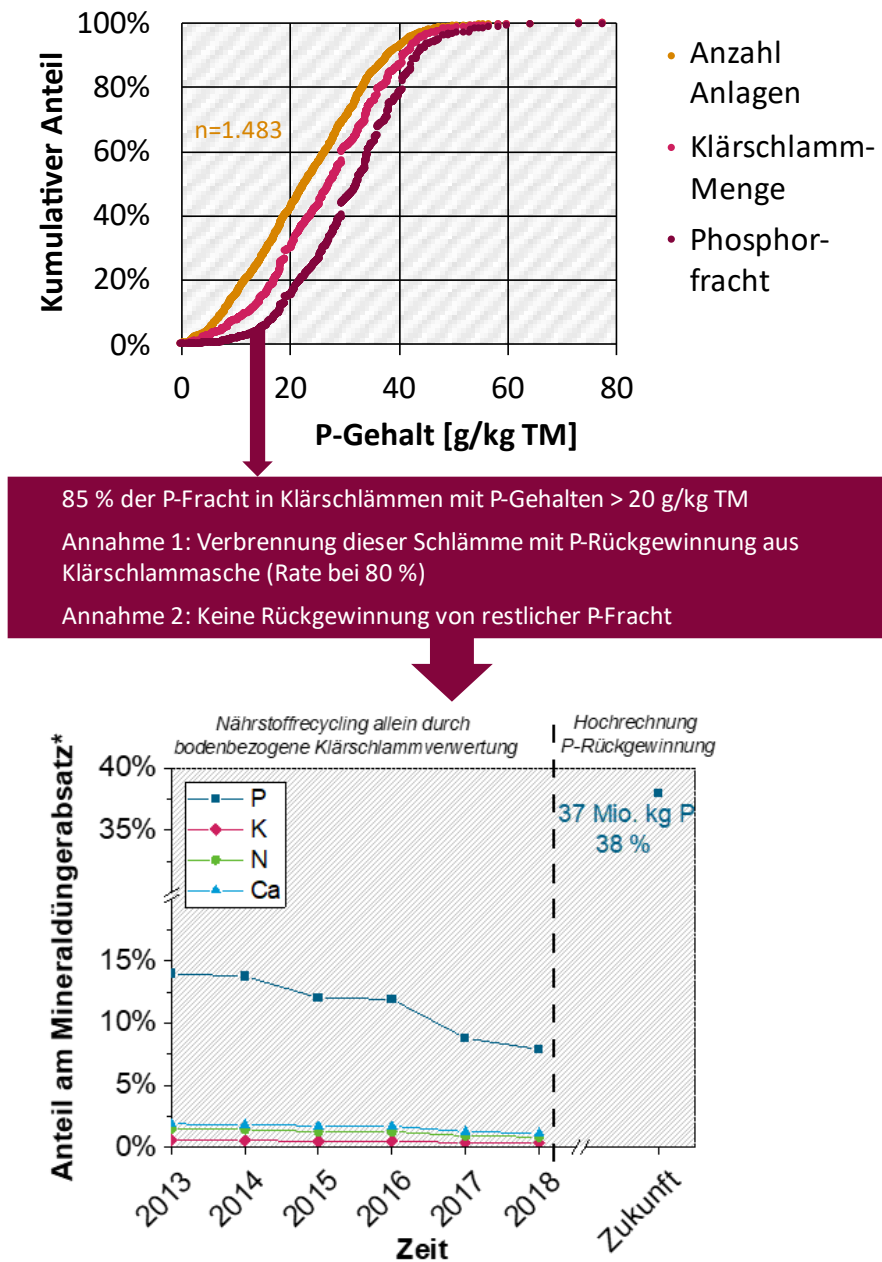 100%
80%
60%
40%
20%
0%
Kumulativer Anteil
n=1.483
0
20
40
60
80
P-Gehalt [g/kg TM]
• Anzahl
Anlagen
• Klärschlamm-
Menge
• Phosphor-
fracht
85 % der P-Fracht in Klärschlämmen mit P-Gehalten > 20 g/kg TM
Annahme 1: Verbrennung dieser Schlämme mit P-Rückgewinnung aus
Klärschlammasche (Rate bei 80 %)
Annahme 2: Keine Rückgewinnung von restlicher P-Fracht
Nährstoffrecycling allein durch
bodenbezogene Klärschlammverwertung
Hochrechnung
P-Rückgewinnung
40%
35%
15%
10%
5%
0%
Anteil am Mineraldüngerabsatz*
P
K
N
Ca
37 Mio. kg P
38 %
2013
2014
2015
2016
2017
2018
Zukunft
Zeit